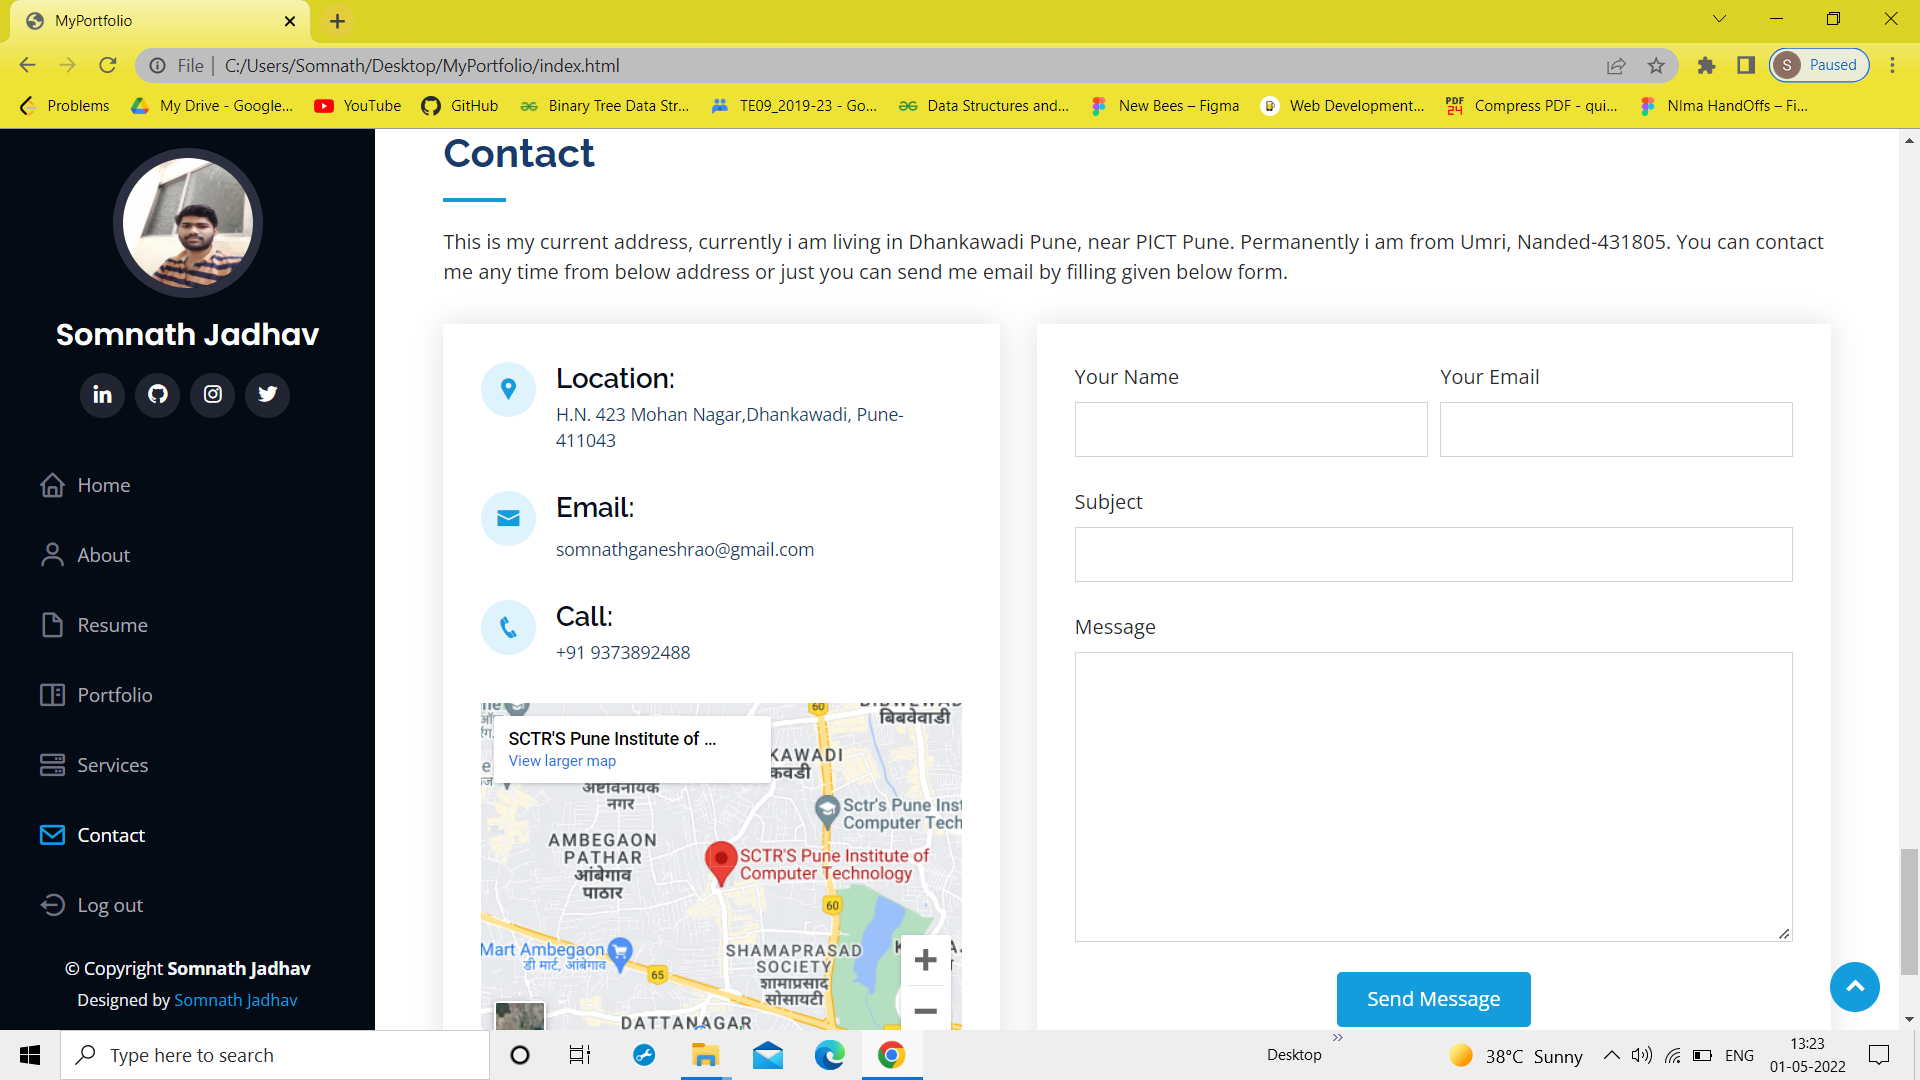 MyPortfolio
File
C:/Users/Somnath/Desktop/MyPortfolio/index.html
Paused
S
Problems
My Drive - Google...
YouTube
GitHub
Binary Tree Data Str...
TE09_2019-23 - Go...
Data Structures and...
New Bees – Figma
Web Development...
PDF 24
Compress PDF - qui...
NIma HandOffs – Fi...
Somnath Jadhav
Home
About
Resume
Portfolio
Services
Contact
Log out
© Copyright Somnath Jadhav
Designed by Somnath Jadhav
Contact
This is my current address, currently i am living in Dhankawadi Pune, near PICT Pune. Permanently i am from Umri, Nanded-431805. You can contact
me any time from below address or just you can send me email by filling given below form.
Location:
H.N. 423 Mohan Nagar,Dhankawadi, Pune-
411043
Email:
somnathganeshrao@gmail.com
Call:
+91 9373892488
SCTR'S Pune Institute of ...
View larger map
60
बिबवेवाडी
KAWADI
कवडी
अष्टविनायक
नगर
Sctr's Pune Inst
Computer Tech
AMBEGAON
PATHAR
आंबेगाव
पाठार
SCTR'S Pune Institute of
Computer Technology
60
Mart Ambegaon
डी मार्ट, आंबेगाव
65
SHAMAPRASAD
SOCIETY
शामाप्रसाद
सोसायटी
DATTANAGAR
Your Name
Your Email
Subject
Message
Send Message
Type here to search
Desktop
38°C Sunny
ENG
13:23
01-05-2022